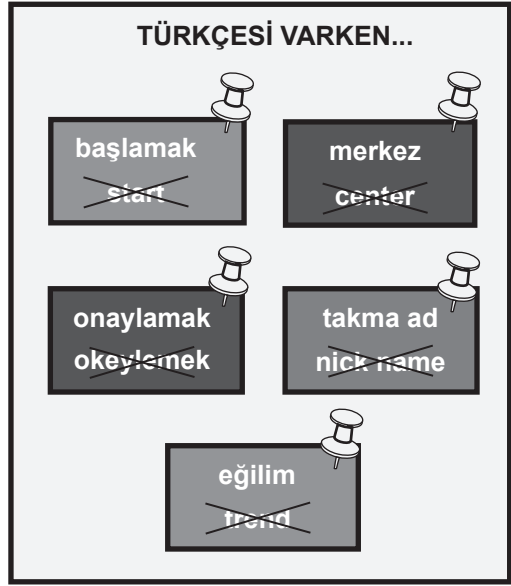 TÜRKÇESİ VARKEN...
başlamak
start
merkez
center
onaylamak
okeylemek
takma ad
nick name
eğilim
trend